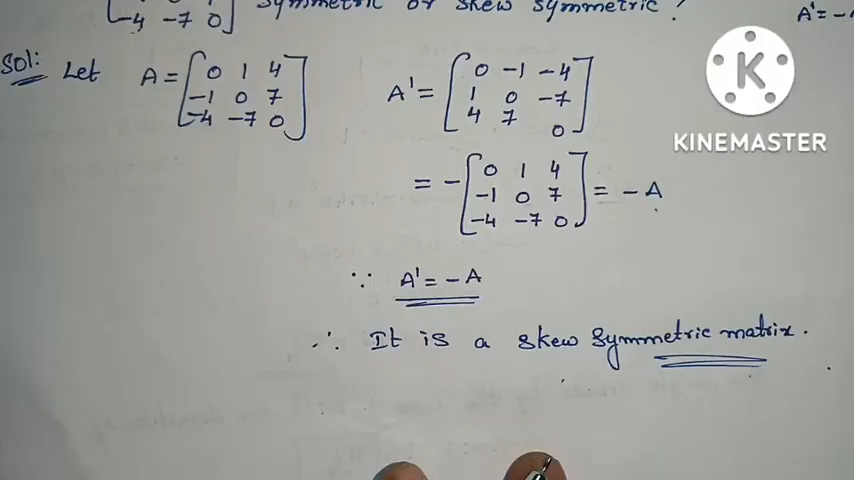 -4 -7 0 symmetric or skew symmetric ?
A' = -
Sol: Let A = [0 1 4
-1 0 7
-4 -7 0]
A' = [0 -1 -4
1 0 -7
4 7 0]
= - [0 1 4
-1 0 7
-4 -7 0] = - A
∵ A' = - A
∴ It is a skew symmetric matrix.
KINEMASTER